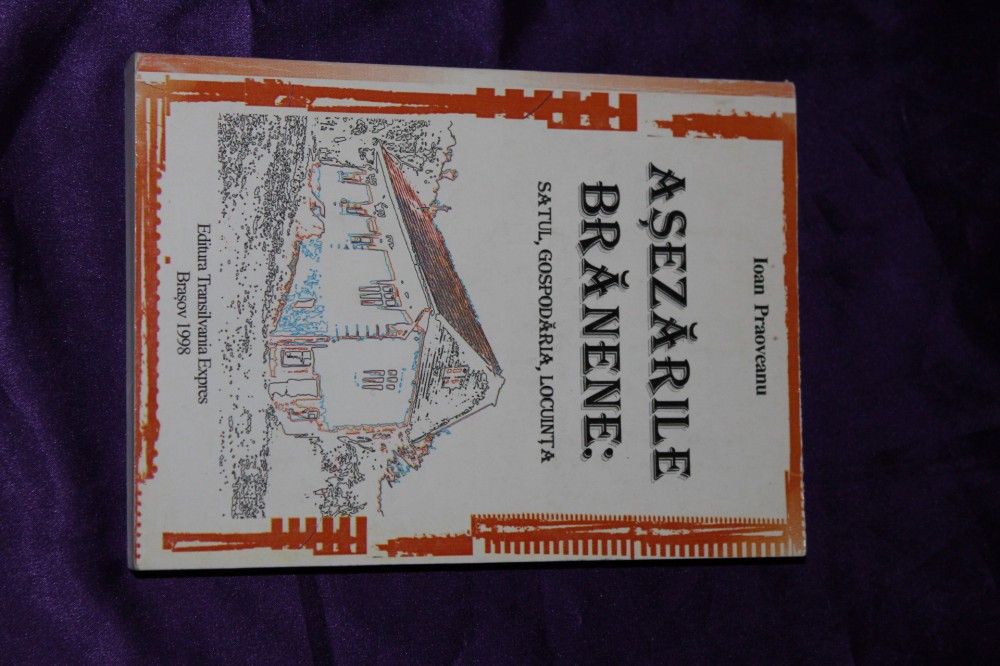 Ioan Praoveanu
AȘEZĂRILE
BRĂNENE:
SATUL, GOSPODĂRIA, LOCUINȚA
Editura Transilvania Expres
Brașov 1998